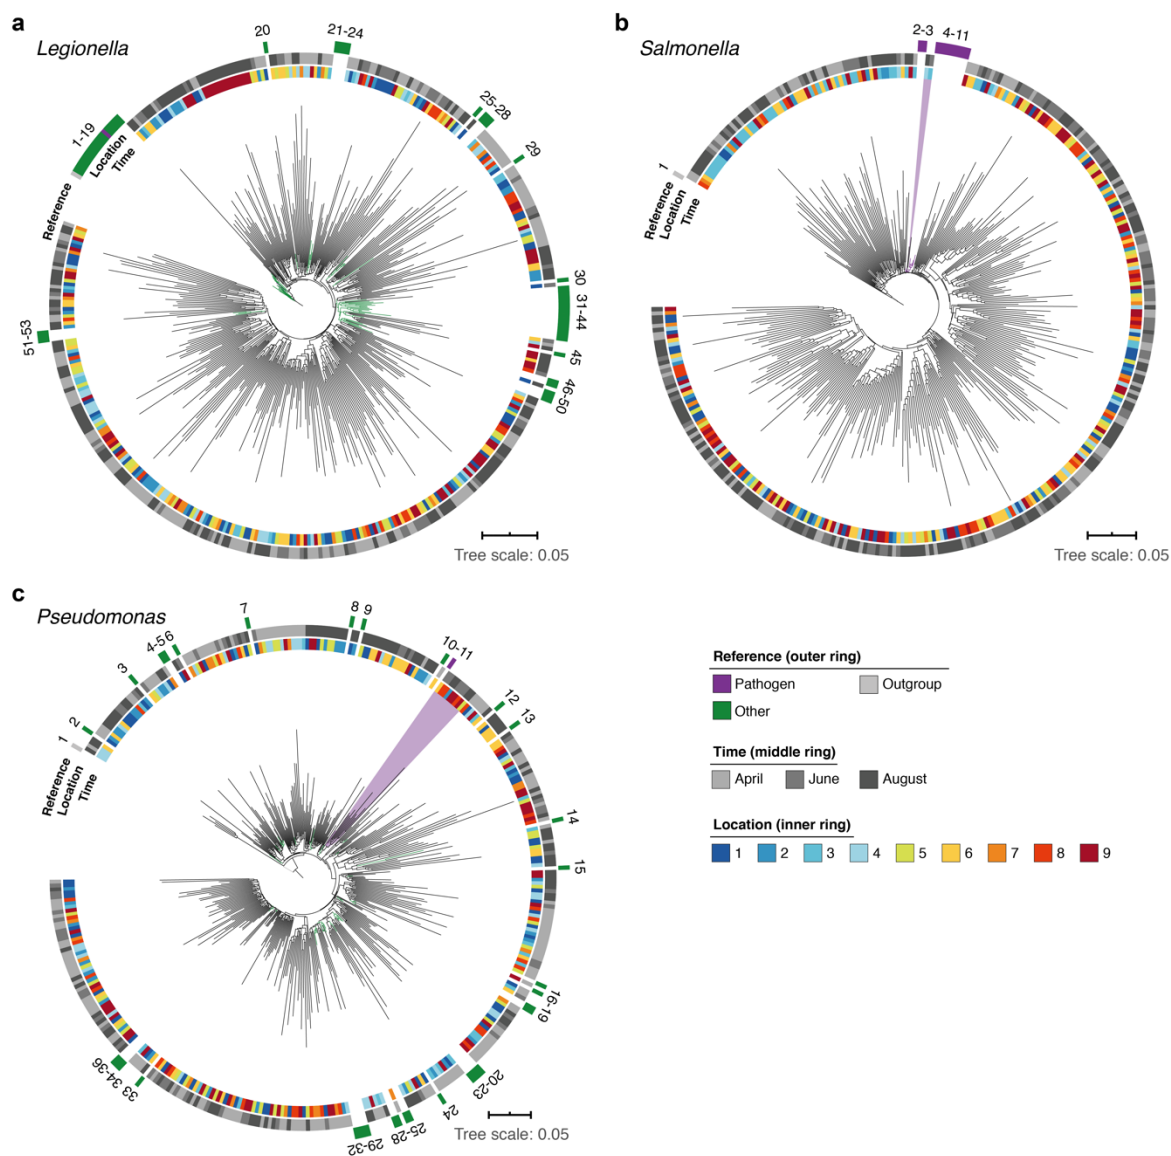 a
Legionella
20
21-24
1-19
25-28
29
30
31-44
45
46-50
51-53
Reference
Location
Time
Tree scale: 0.05
b
Salmonella
2-3
4-11
1
Reference
Location
Time
Tree scale: 0.05
c
Pseudomonas
1
2
3
4-5
6
7
8
9
10-11
12
13
14
15
16-19
20-23
24
25-28
29-32
33
34-36
Reference
Location
Time
Tree scale: 0.05
Reference (outer ring)
Pathogen
Outgroup
Other
Time (middle ring)
April
June
August
Location (inner ring)
1 2 3 4 5 6 7 8 9